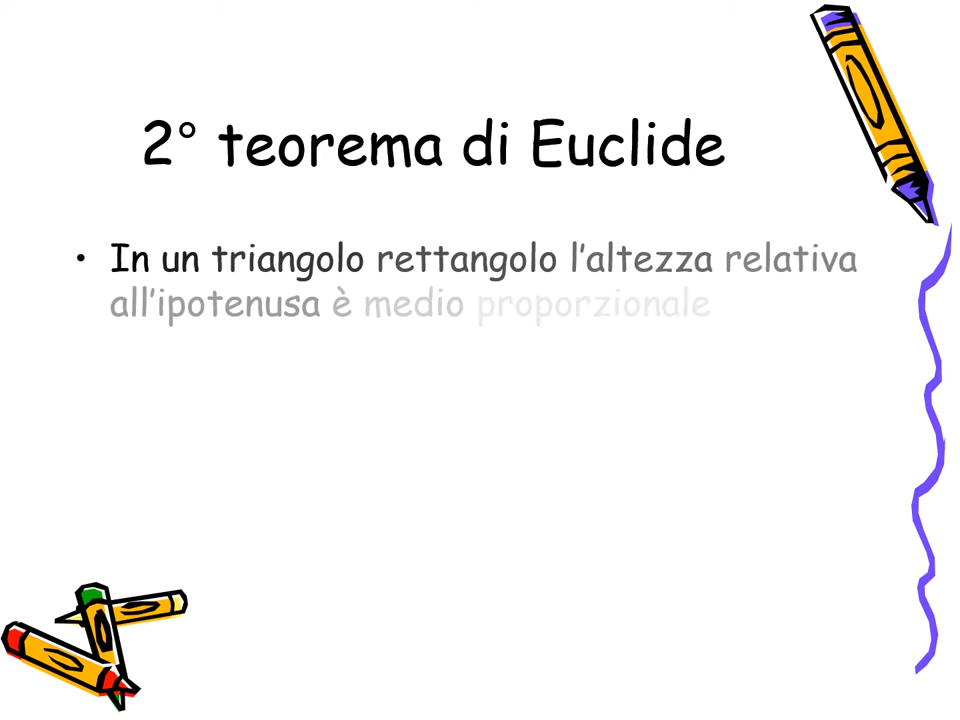 2° teorema di Euclide
• In un triangolo rettangolo l’altezza relativa
all’ipotenusa è medio proporzionale